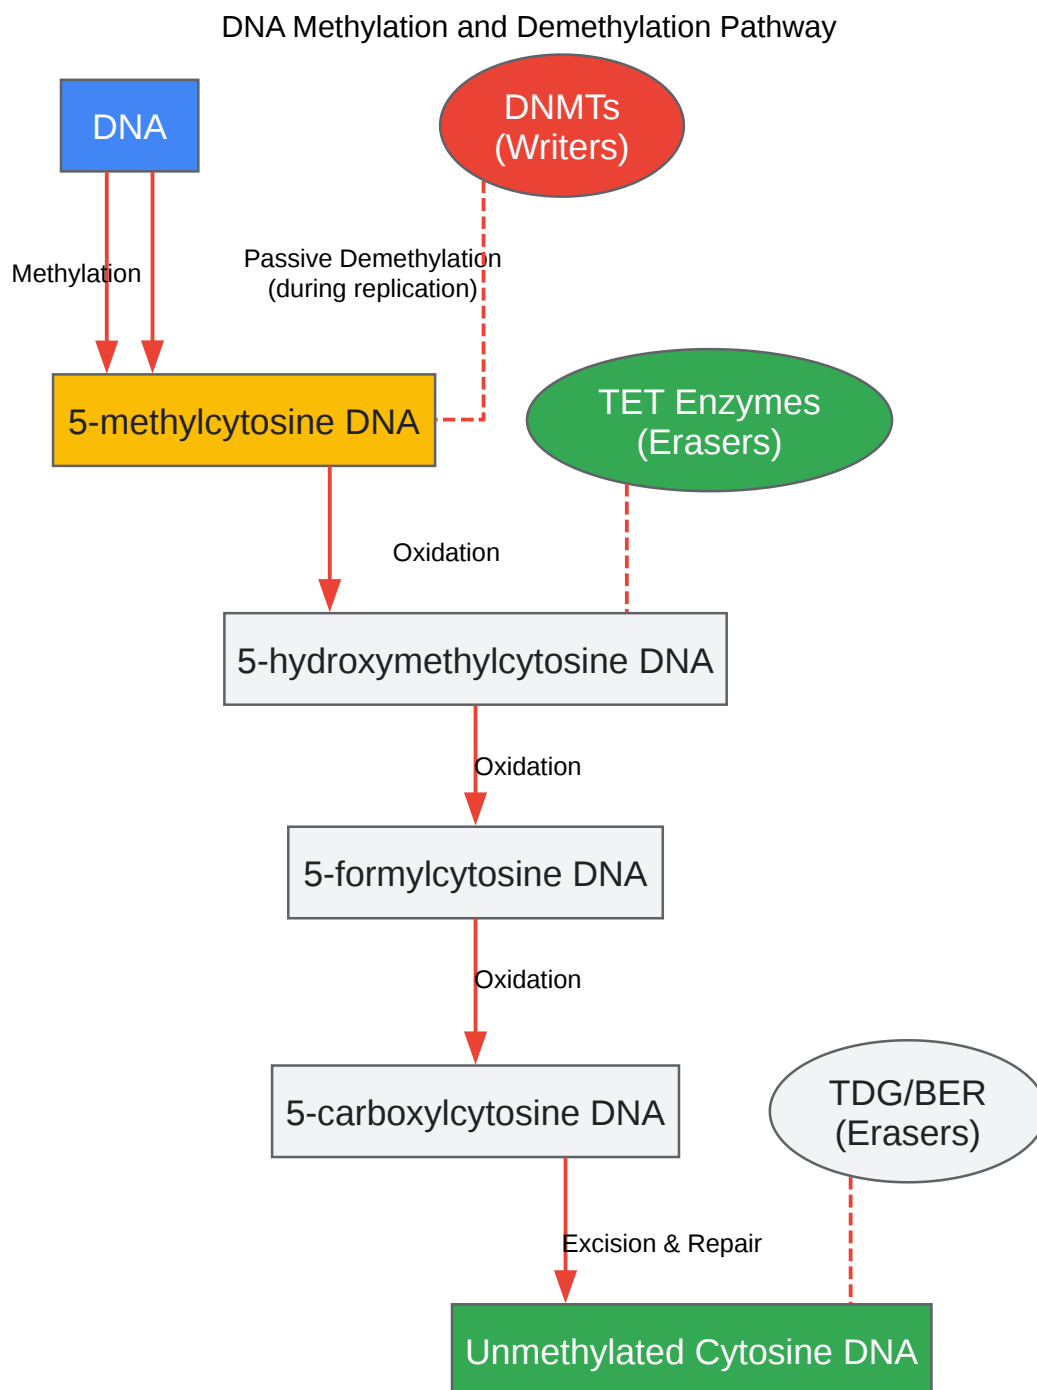 DNA Methylation and Demethylation Pathway
DNA
DNMTs
(Writers)
Methylation
Passive Demethylation
(during replication)
5-methylcytosine DNA
TET Enzymes
(Erasers)
Oxidation
5-hydroxymethylcytosine DNA
Oxidation
5-formylcytosine DNA
Oxidation
5-carboxylcytosine DNA
TDG/BER
(Erasers)
Excision & Repair
Unmethylated Cytosine DNA